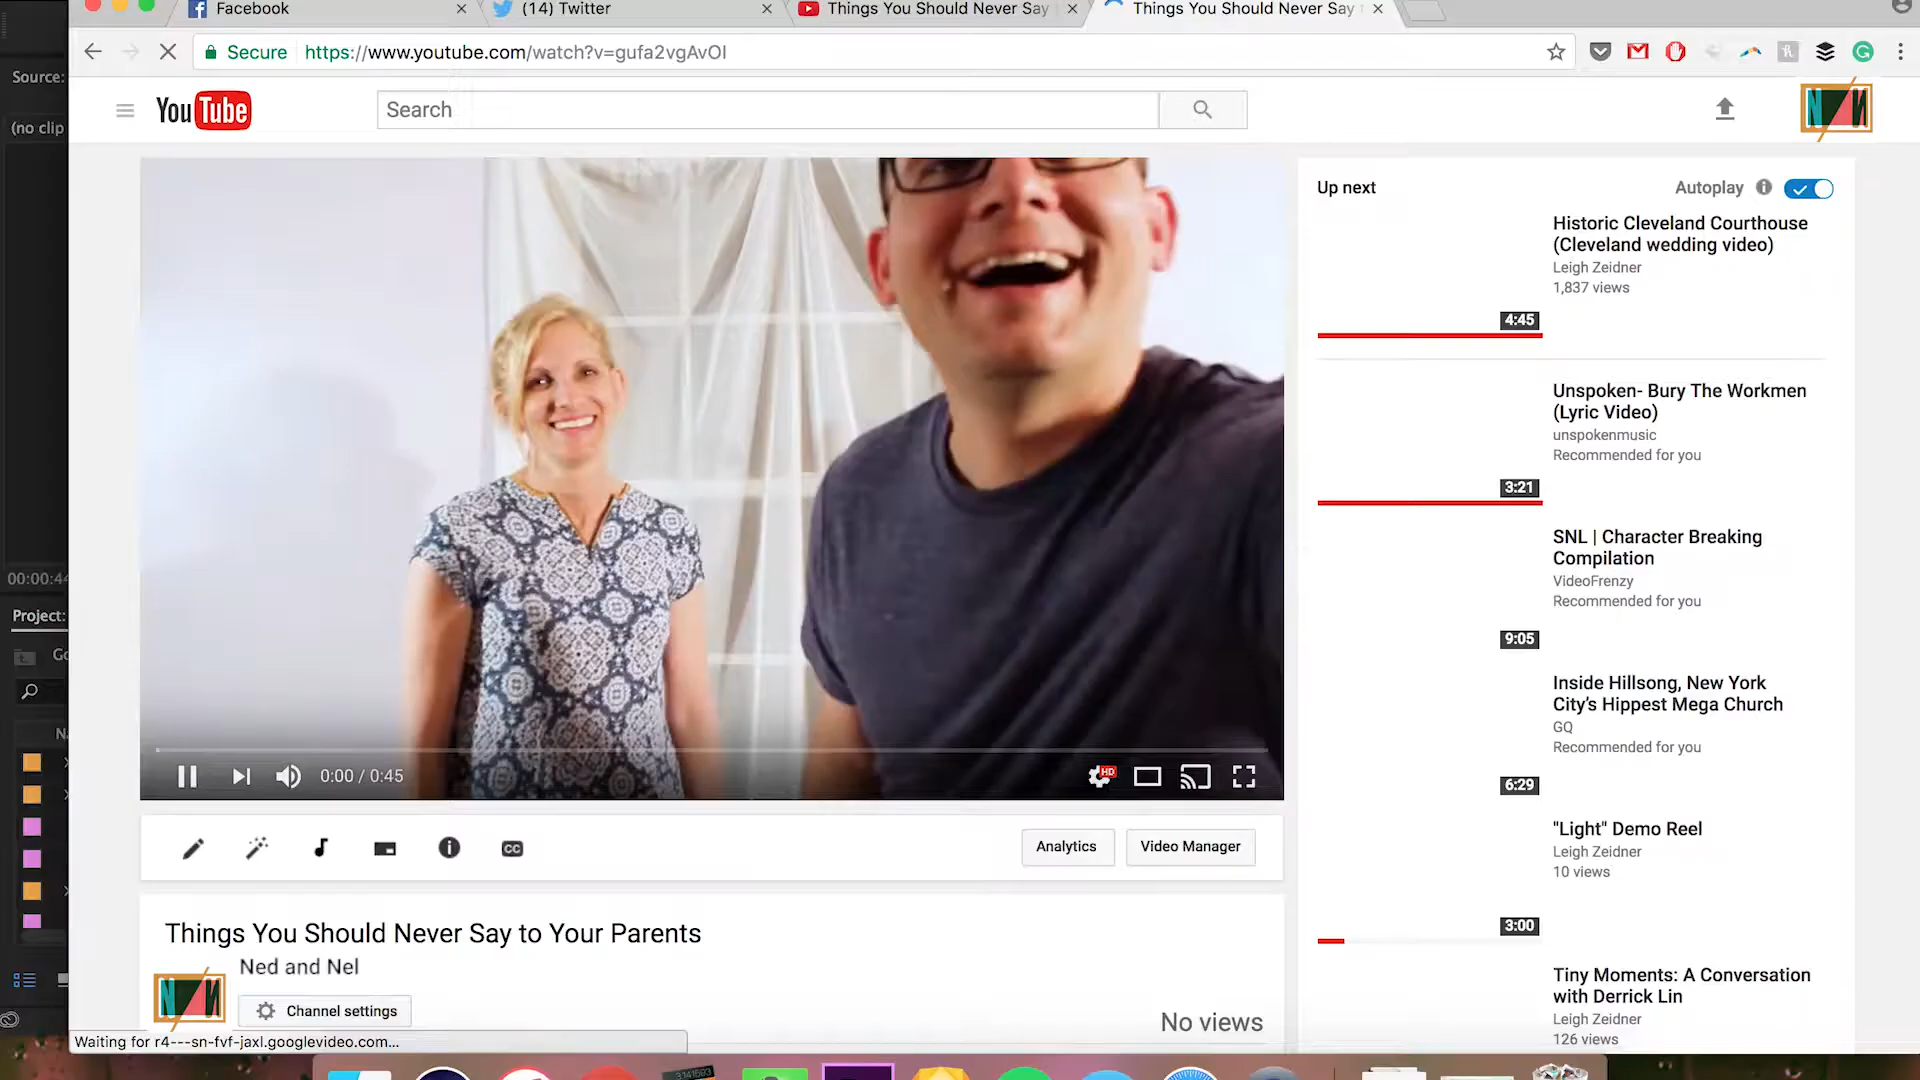 Facebook
(14) Twitter
Things You Should Never Say
Things You Should Never Say
Source:
Secure https://www.youtube.com/watch?v=gufa2vgAvOI
YouTube
Search
(no clip
Up next
Autoplay
Historic Cleveland Courthouse
(Cleveland wedding video)
Leigh Zeidner
1,837 views
4:45
Unspoken- Bury The Workmen
(Lyric Video)
unspokenmusic
Recommended for you
3:21
SNL | Character Breaking
Compilation
VideoFrenzy
Recommended for you
9:05
Inside Hillsong, New York
City's Hippest Mega Church
GQ
Recommended for you
6:29
"Light" Demo Reel
Leigh Zeidner
10 views
3:00
Tiny Moments: A Conversation
with Derrick Lin
Leigh Zeidner
126 views
00:00:44
Project:
0:00 / 0:45
HD
CC
Analytics
Video Manager
Things You Should Never Say to Your Parents
Ned and Nel
Channel settings
No views
Waiting for r4---sn-fvf-jaxl.googlevideo.com...